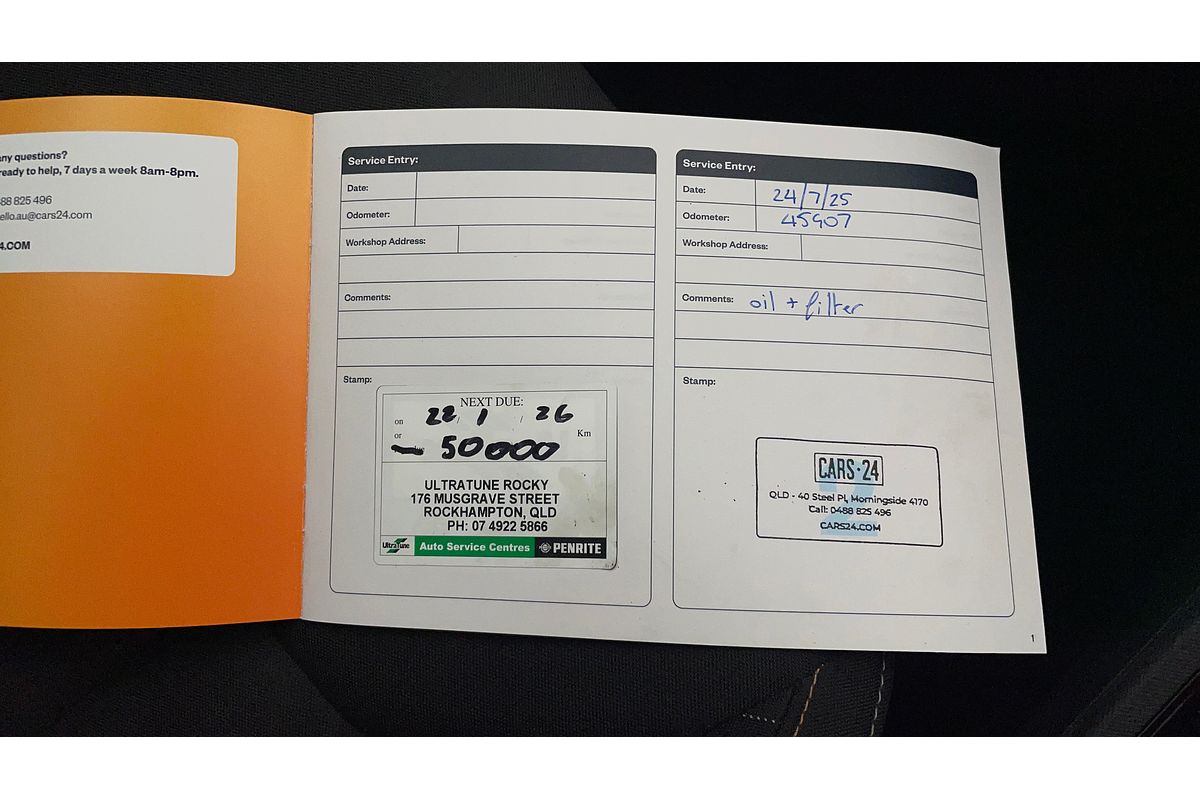 any questions?
ready to help, 7 days a week 8am-8pm.
88 825 496
ello.au@cars24.com
4.COM
Service Entry:
Date:
Odometer:
Workshop Address:
Comments:
Stamp:
NEXT DUE:
on 22 / 1 / 26
or 50000 Km
ULTRATUNE ROCKY
176 MUSGRAVE STREET
ROCKHAMPTON, QLD
PH: 07 4922 5866
UltraTune Auto Service Centres PENRITE
Service Entry:
Date: 24/7/25
Odometer: 45907
Workshop Address:
Comments: oil + filter
Stamp:
CARS·24
QLD - 40 Steel Pl, Morningside 4170
Call: 0488 825 496
CARS24.COM
1